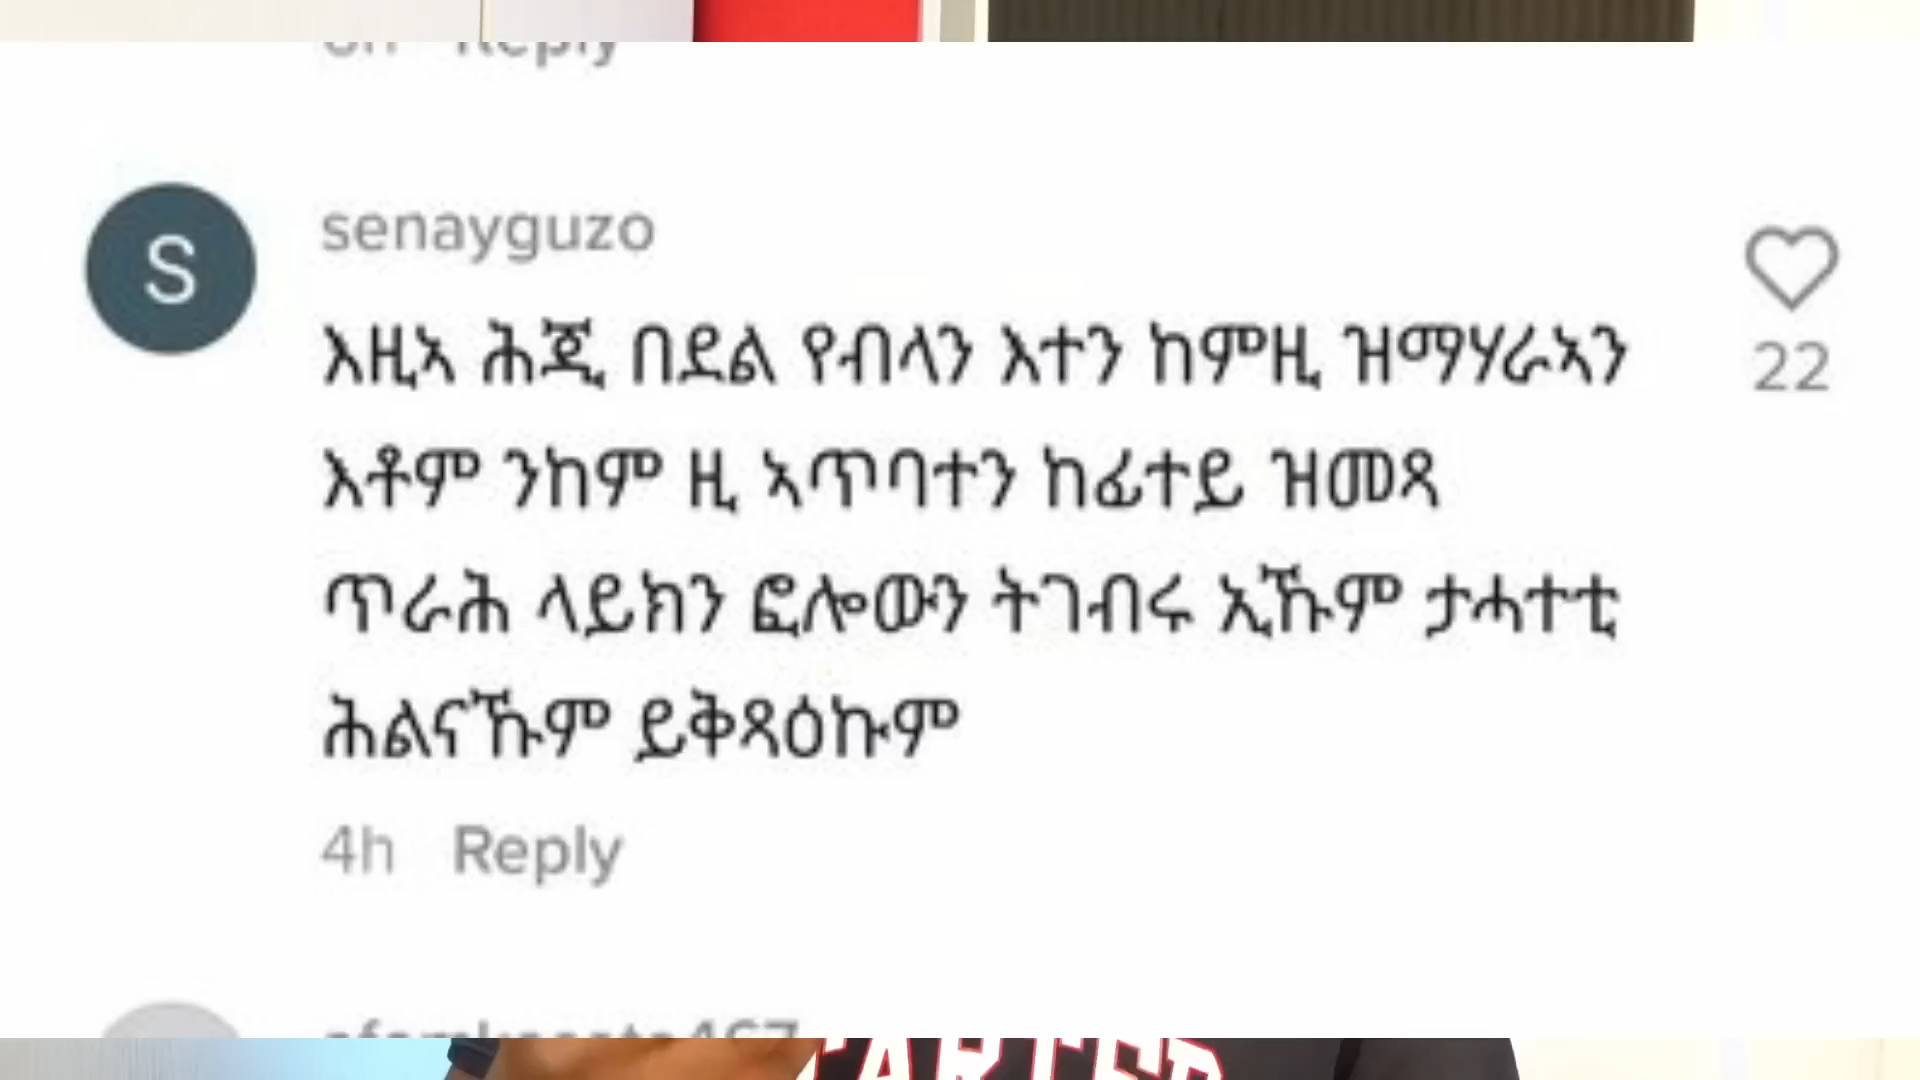 Reply
senayguzo
S
እዚኣ ሕጂ በደል የብላን እተን ከምዚ ዝማሃራኣን
22
እቶም ንከም ዚ ኣጥባተን ከፊተይ ዝመጻ
ጥራሕ ላይክን ፎሎውን ትገብሩ ኢኹም ታሓተቲ
ሕልናኹም ይቅጻዕኩም
4h Reply